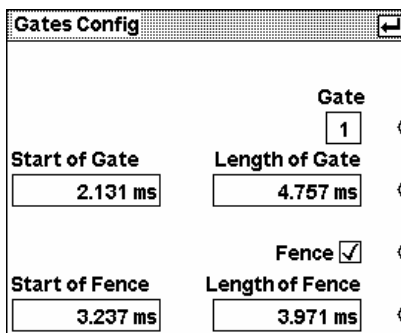 Gates Config
Gate
1
Start of Gate Length of Gate
2.131 ms 4.757 ms
Fence
Start of Fence Length of Fence
3.237 ms 3.971 ms